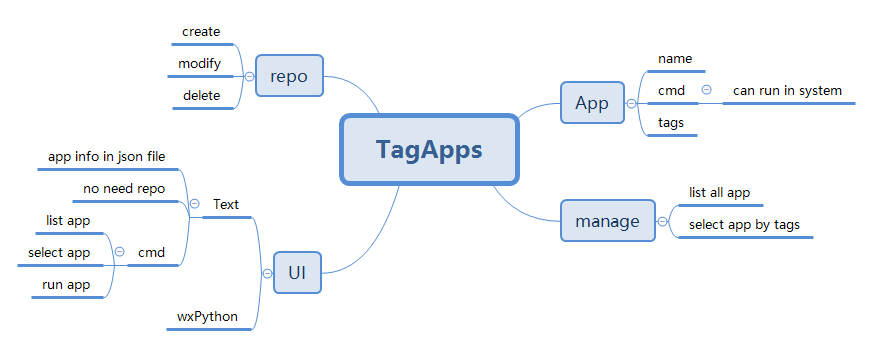 TagApps
repo
create
modify
delete
App
name
cmd
can run in system
tags
manage
list all app
select app by tags
UI
Text
app info in json file
no need repo
cmd
list app
select app
run app
wxPython